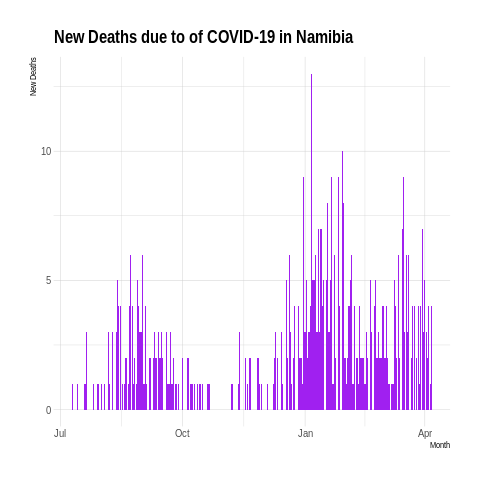 New Deaths due to of COVID-19 in Namibia
New Deaths
10
5
0
Jul Oct Jan Apr
Month